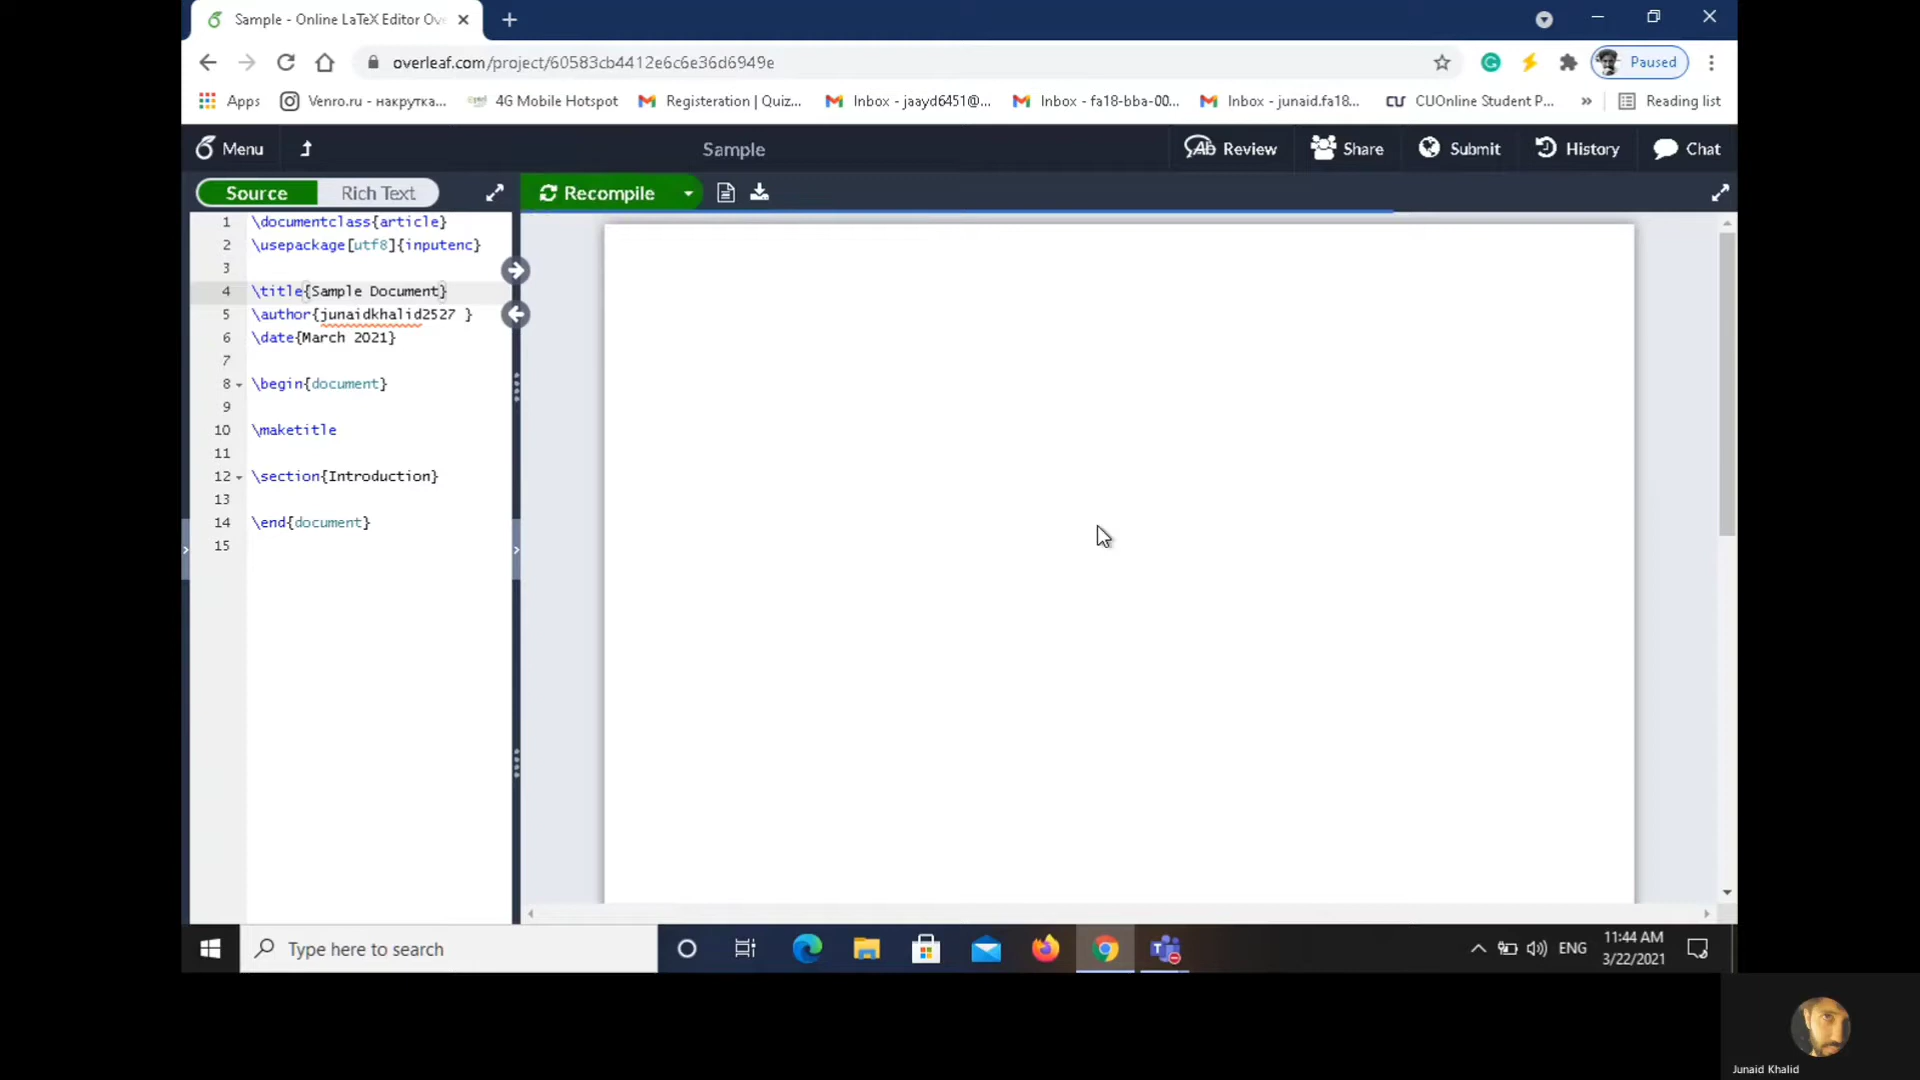 Sample - Online LaTeX Editor Ove
overleaf.com/project/60583cb4412e6c6e36d6949e
Paused
Apps
Venro.ru - накрутка...
4G Mobile Hotspot
Registeration | Quiz...
Inbox - jaayd6451@...
Inbox - fa18-bba-00...
Inbox - junaid.fa18...
CUOnline Student P...
»
Reading list
Menu
Sample
Review
Share
Submit
History
Chat
Source
Rich Text
Recompile
1 \documentclass{article}
2 \usepackage[utf8]{inputenc}
3
4 \title{Sample Document}
5 \author{junaidkhalid2527 }
6 \date{March 2021}
7
8 \begin{document}
9
10 \maketitle
11
12 \section{Introduction}
13
14 \end{document}
15
Type here to search
ENG
11:44 AM
3/22/2021
Junaid Khalid